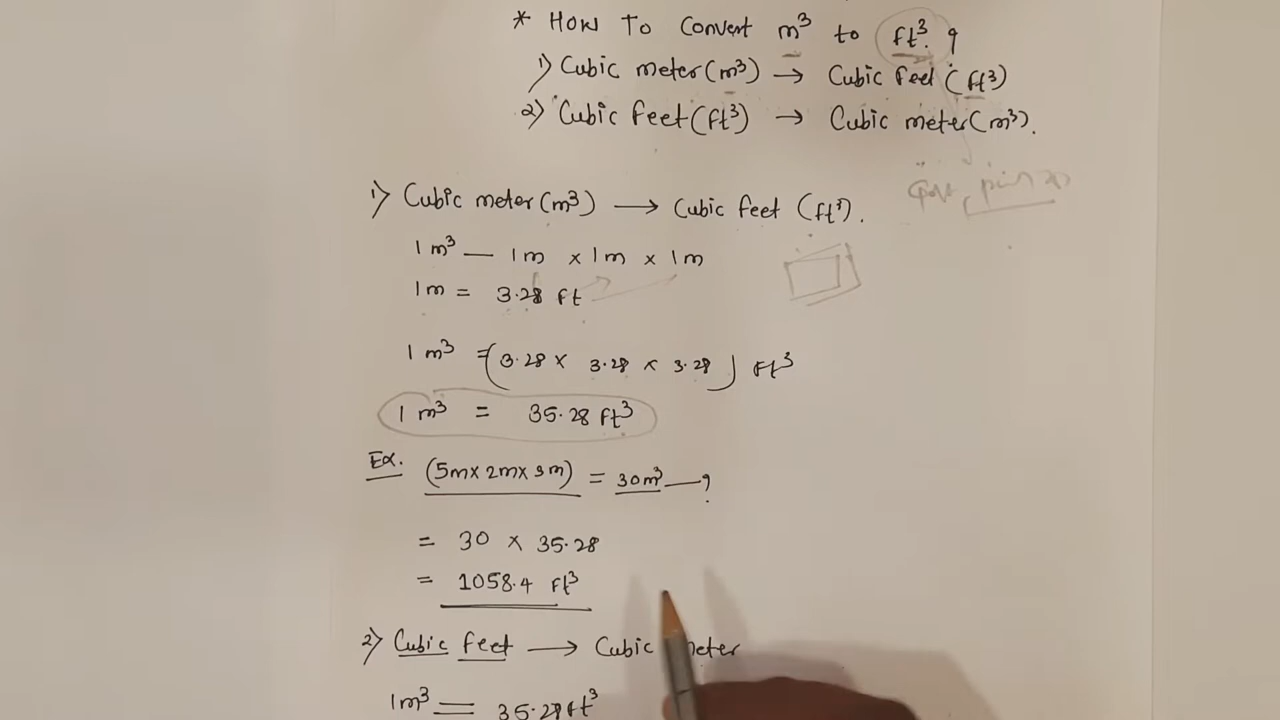 * HOW TO Convert m³ to ft³. ?
1) Cubic meter (m³) → Cubic feet (ft³)
2) Cubic feet (ft³) → Cubic meter (m³).
1) Cubic meter (m³) → Cubic feet (ft³).
1 m³ — 1m × 1m × 1m
1m = 3.28 ft
1 m³ = (3.28 × 3.28 × 3.28) ft³
1 m³ = 35.28 ft³
Ex. (5m × 2m × 3m) = 30m³ — ?
= 30 × 35.28
= 1058.4 ft³
2) Cubic feet → Cubic meter
1m³ = 35.28 ft³